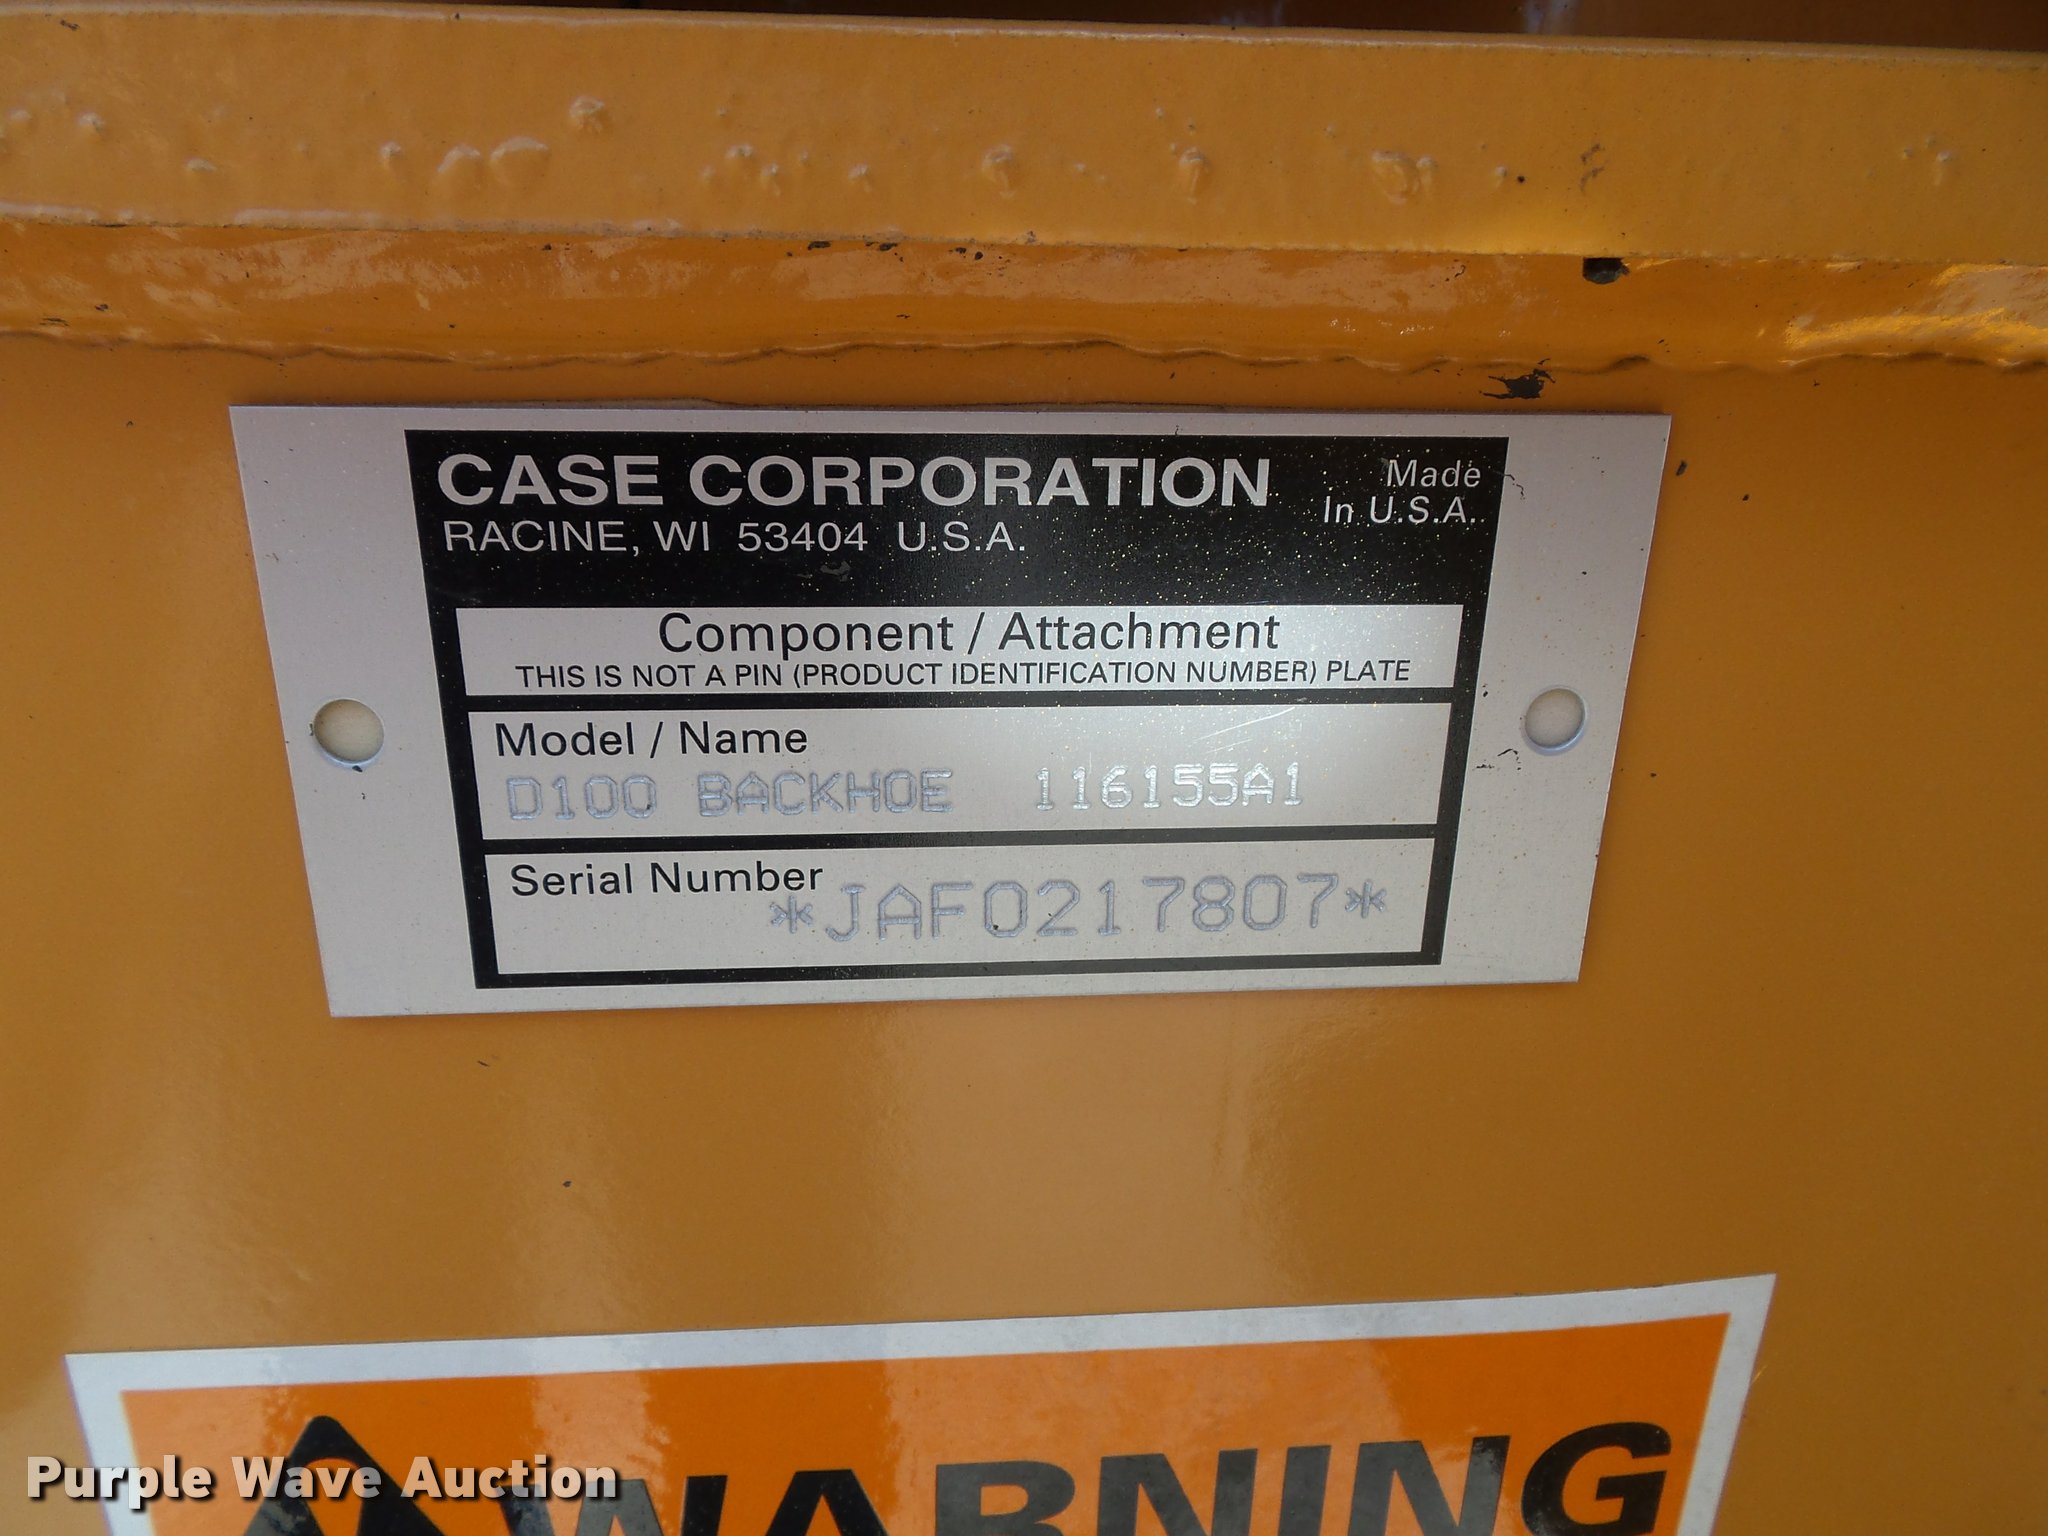 CASE CORPORATION
Made
In U.S.A.
RACINE, WI 53404 U.S.A.
Component / Attachment
THIS IS NOT A PIN (PRODUCT IDENTIFICATION NUMBER) PLATE
Model / Name
D100 BACKHOE 116155A1
Serial Number
*JAF0217807*
WARNING
Purple Wave Auction